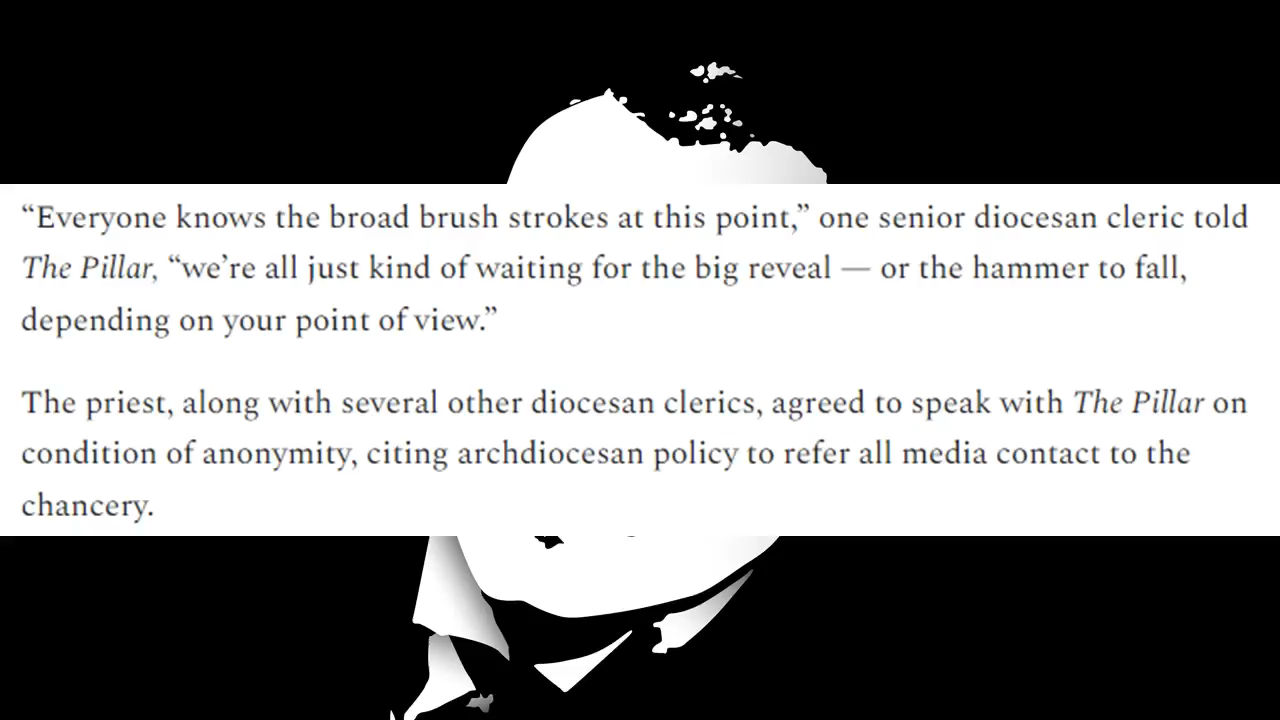 “Everyone knows the broad brush strokes at this point,” one senior diocesan cleric told
The Pillar, “we’re all just kind of waiting for the big reveal — or the hammer to fall,
depending on your point of view.”
The priest, along with several other diocesan clerics, agreed to speak with The Pillar on
condition of anonymity, citing archdiocesan policy to refer all media contact to the
chancery.